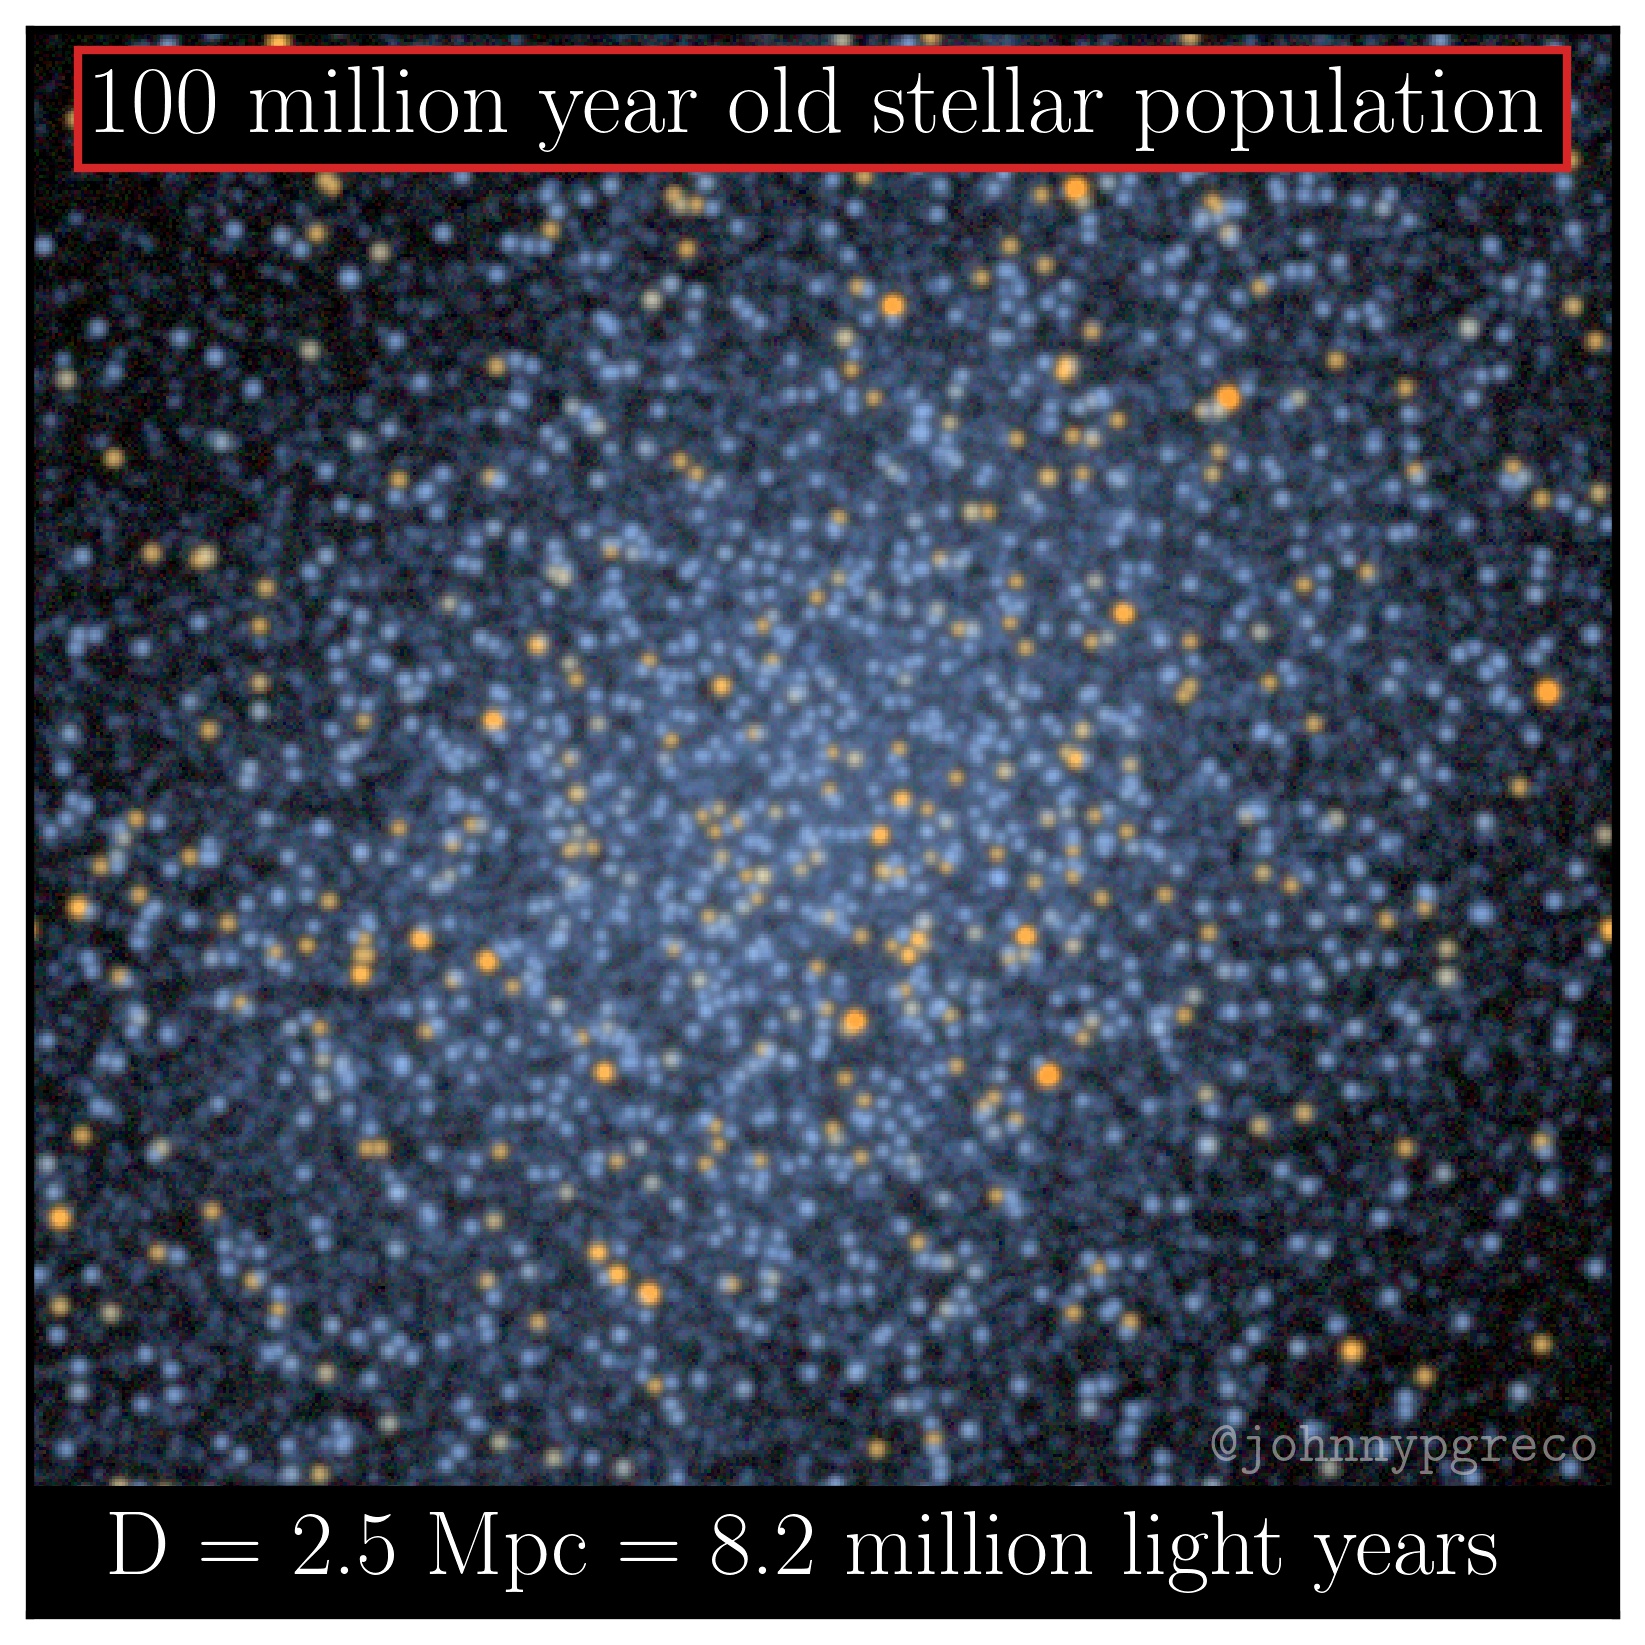 100 million year old stellar population
@johnnypgreco
D = 2.5 Mpc = 8.2 million light years